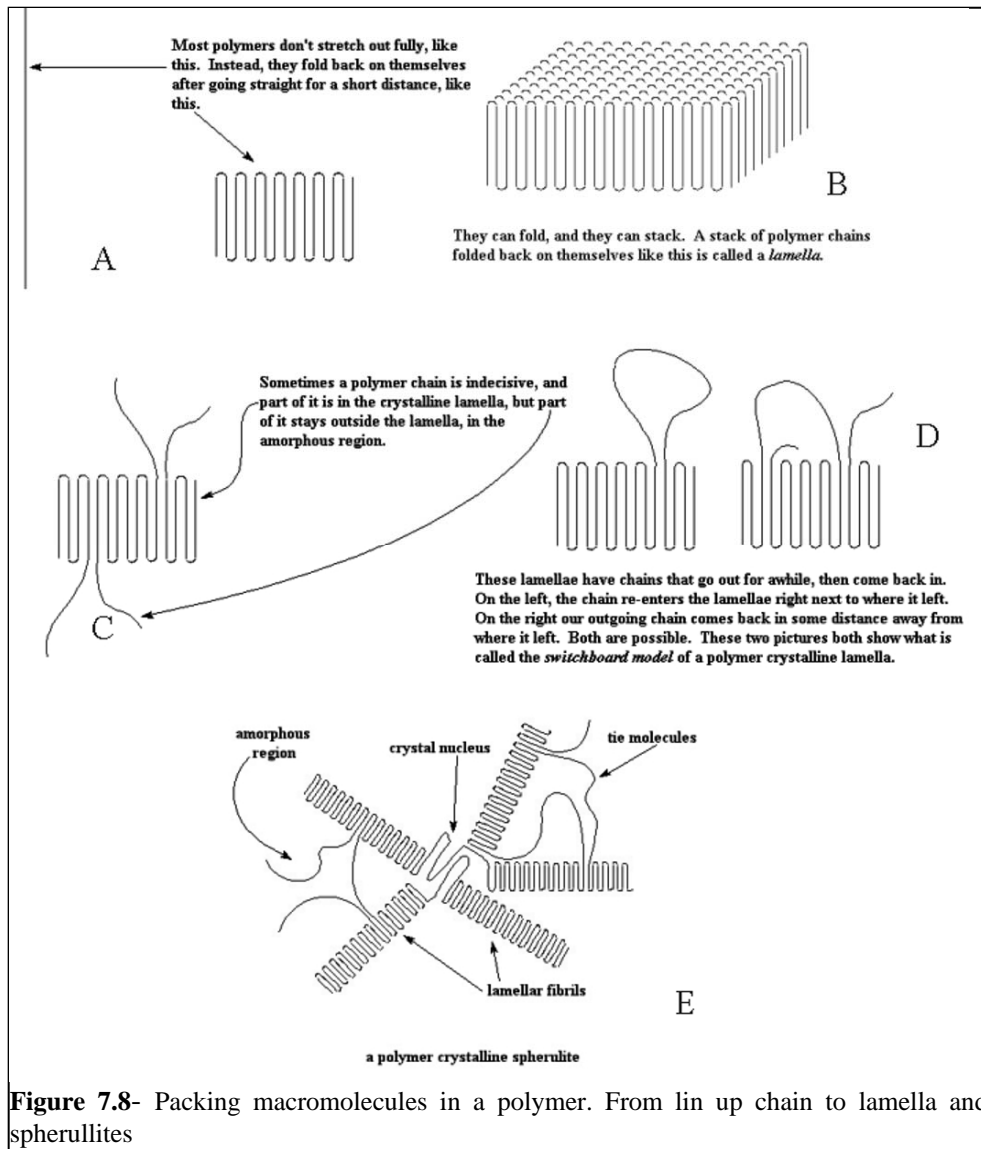 Most polymers don't stretch out fully, like
this. Instead, they fold back on themselves
after going straight for a short distance, like
this.
A
B
They can fold, and they can stack. A stack of polymer chains
folded back on themselves like this is called a lamella.
Sometimes a polymer chain is indecisive, and
part of it is in the crystalline lamella, but part
of it stays outside the lamella, in the
amorphous region.
C
D
These lamellae have chains that go out for awhile, then come back in.
On the left, the chain re-enters the lamellae right next to where it left.
On the right our outgoing chain comes back in some distance away from
where it left. Both are possible. These two pictures both show what is
called the switchboard model of a polymer crystalline lamella.
amorphous
region
crystal nucleus
tie molecules
lamellar fibrils
E
a polymer crystalline spherulite
Figure 7.8- Packing macromolecules in a polymer. From lin up chain to lamella and
spherullites